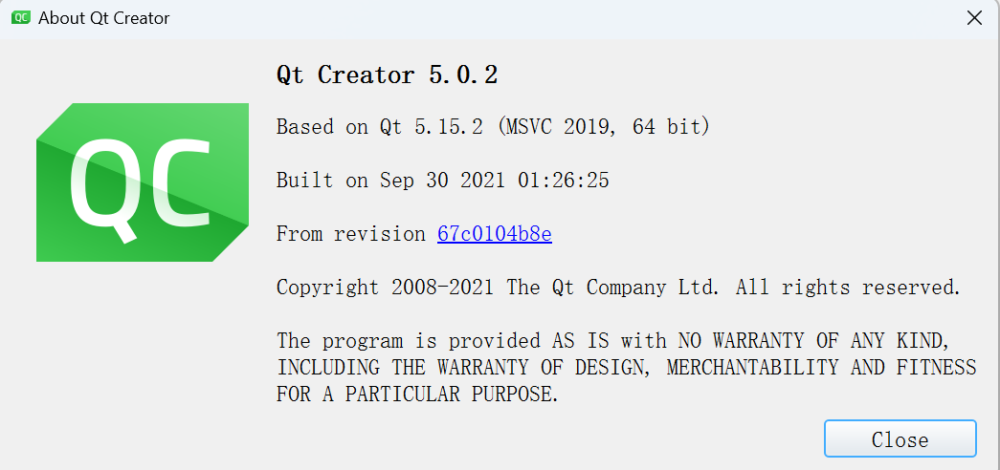 QC About Qt Creator
QC
Qt Creator 5.0.2
Based on Qt 5.15.2 (MSVC 2019, 64 bit)
Built on Sep 30 2021 01:26:25
From revision 67c0104b8e
Copyright 2008-2021 The Qt Company Ltd. All rights reserved.
The program is provided AS IS with NO WARRANTY OF ANY KIND,
INCLUDING THE WARRANTY OF DESIGN, MERCHANTABILITY AND FITNESS
FOR A PARTICULAR PURPOSE.
Close